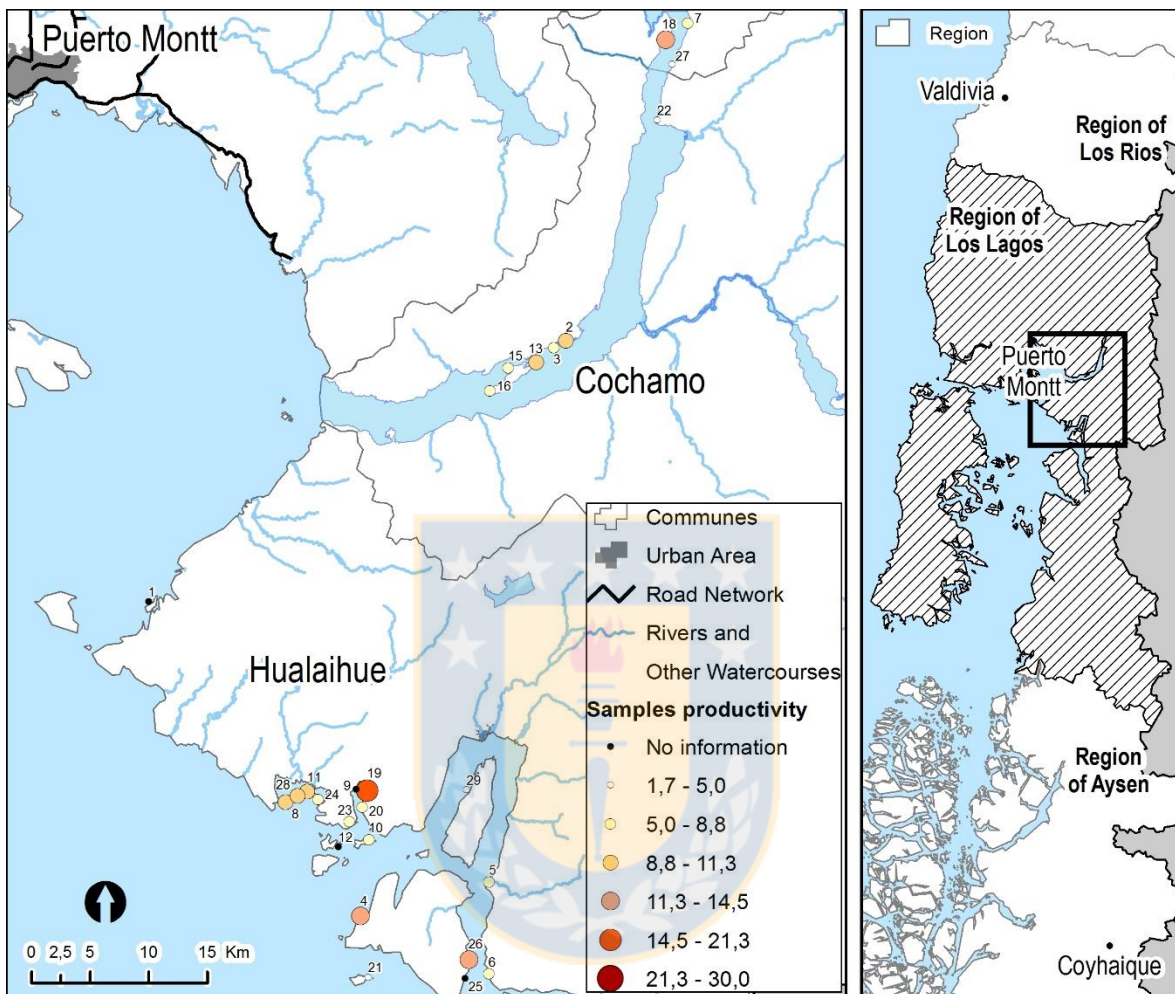 Puerto Montt
18
7
27
22
2
13
3
15
16
Cochamo
1
Hualaihue
28
11
8
24
9
19
20
23
10
12
29
5
4
26
6
21
25
0 2,5 5 10 15 Km
Communes
Urban Area
Road Network
Rivers and
Other Watercourses
Samples productivity
No information
1,7 - 5,0
5,0 - 8,8
8,8 - 11,3
11,3 - 14,5
14,5 - 21,3
21,3 - 30,0
Region
Valdivia
Region of
Los Rios
Region of
Los Lagos
Puerto
Montt
Region
of Aysen
Coyhaique